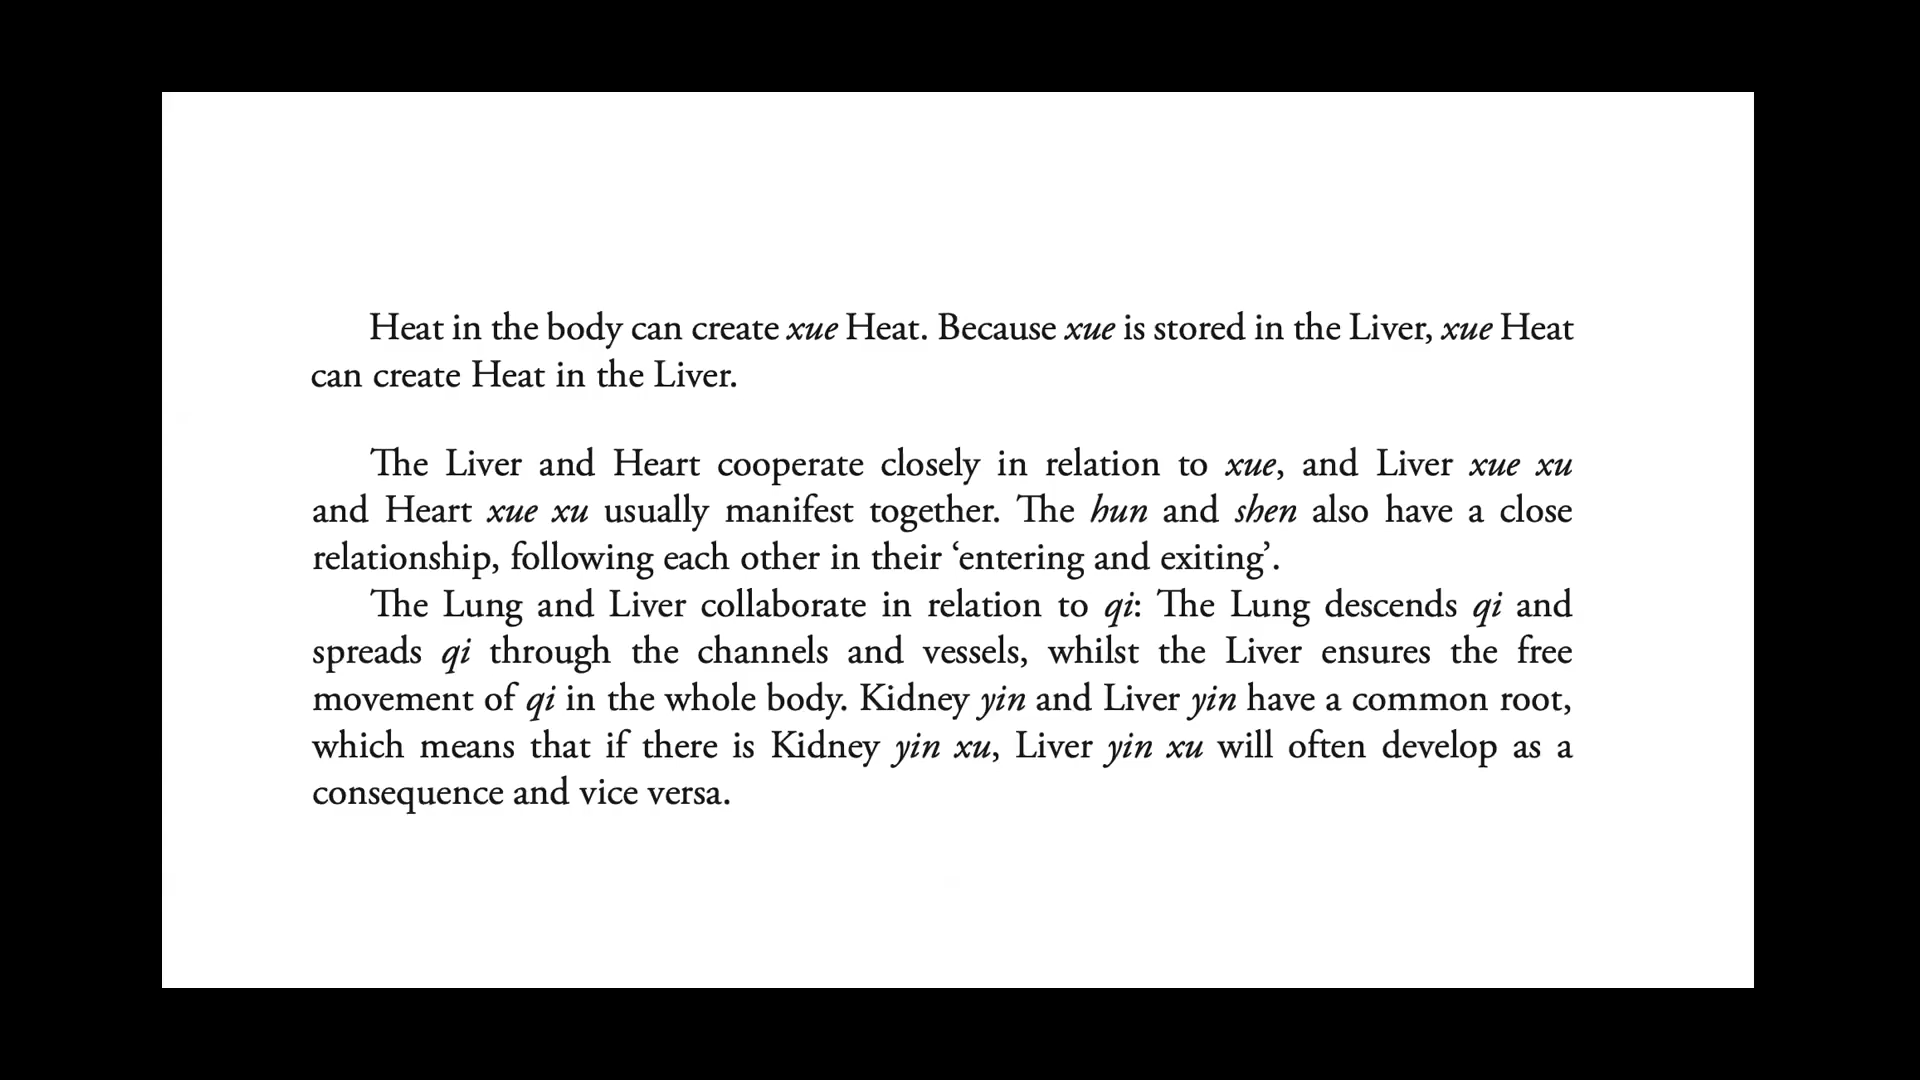 Heat in the body can create xue Heat. Because xue is stored in the Liver, xue Heat
can create Heat in the Liver.
The Liver and Heart cooperate closely in relation to xue, and Liver xue xu
and Heart xue xu usually manifest together. The hun and shen also have a close
relationship, following each other in their ‘entering and exiting’.
The Lung and Liver collaborate in relation to qi: The Lung descends qi and
spreads qi through the channels and vessels, whilst the Liver ensures the free
movement of qi in the whole body. Kidney yin and Liver yin have a common root,
which means that if there is Kidney yin xu, Liver yin xu will often develop as a
consequence and vice versa.